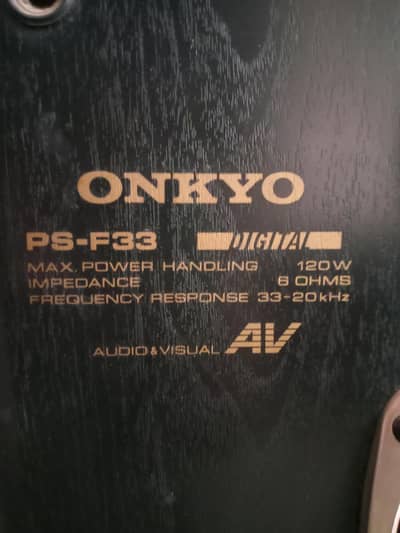 ONKYO
PS-F33 DIGITAL
MAX. POWER HANDLING 120W
IMPEDANCE 6 OHMS
FREQUENCY RESPONSE 33-20kHz
AUDIO&VISUAL AV